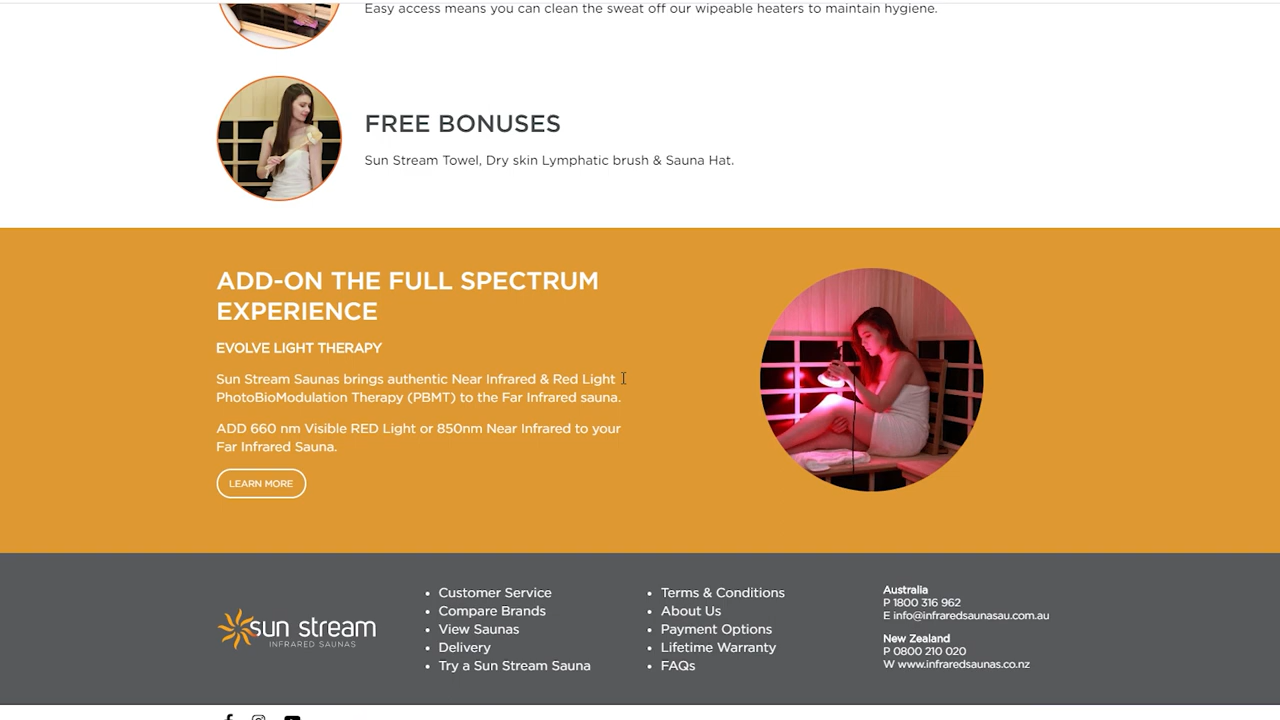 Easy access means you can clean the sweat off our wipeable heaters to maintain hygiene.
FREE BONUSES
Sun Stream Towel, Dry skin Lymphatic brush & Sauna Hat.
ADD-ON THE FULL SPECTRUM
EXPERIENCE
EVOLVE LIGHT THERAPY
Sun Stream Saunas brings authentic Near Infrared & Red Light
PhotoBioModulation Therapy (PBMT) to the Far Infrared sauna.
ADD 660 nm Visible RED Light or 850nm Near Infrared to your
Far Infrared Sauna.
LEARN MORE
sun stream
INFRARED SAUNAS
Customer Service
Compare Brands
View Saunas
Delivery
Try a Sun Stream Sauna
Terms & Conditions
About Us
Payment Options
Lifetime Warranty
FAQs
Australia
P 1800 316 962
E info@infraredsaunasau.com.au
New Zealand
P 0800 210 020
W www.infraredsaunas.co.nz